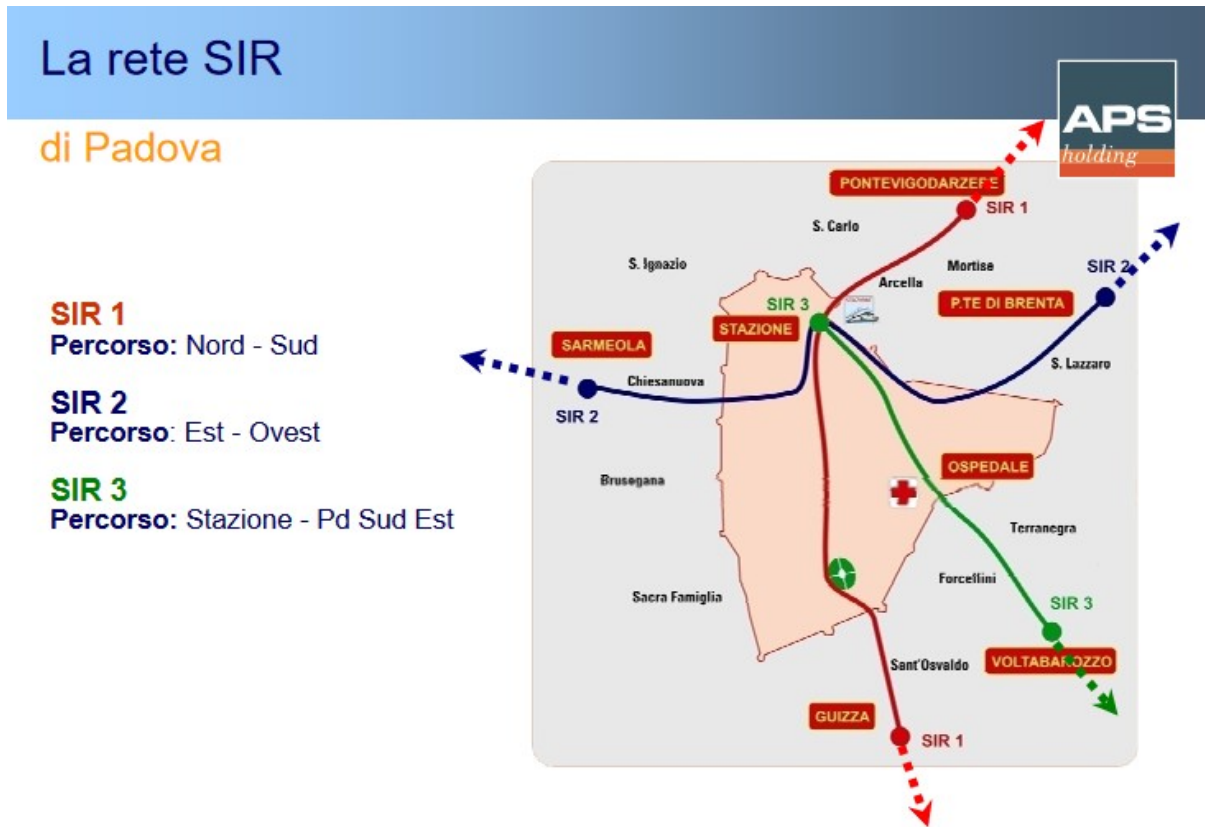 La rete SIR
di Padova
APS
holding
SIR 1
Percorso: Nord - Sud
SIR 2
Percorso: Est - Ovest
SIR 3
Percorso: Stazione - Pd Sud Est
PONTEVIGODARZERE
SIR 1
S. Carlo
S. Ignazio
Mortise
SIR 2
Arcella
SIR 3
P.TE DI BRENTA
STAZIONE
SARMEOLA
S. Lazzaro
Chiesanuova
SIR 2
OSPEDALE
Brusegana
Terranegra
Forcellini
Sacra Famiglia
SIR 3
Sant'Osvaldo
VOLTABAROZZO
GUIZZA
SIR 1